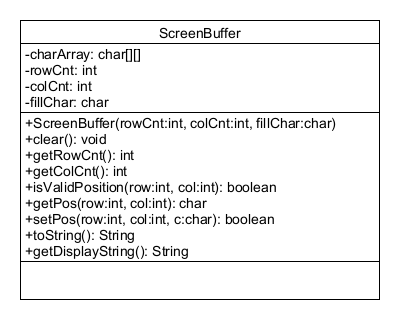 ScreenBuffer
-charArray: char[][]
-rowCnt: int
-colCnt: int
-fillChar: char
+ScreenBuffer(rowCnt:int, colCnt:int, fillChar:char)
+clear(): void
+getRowCnt(): int
+getColCnt(): int
+isValidPosition(row:int, col:int): boolean
+getPos(row:int, col:int): char
+setPos(row:int, col:int, c:char): boolean
+toString(): String
+getDisplayString(): String